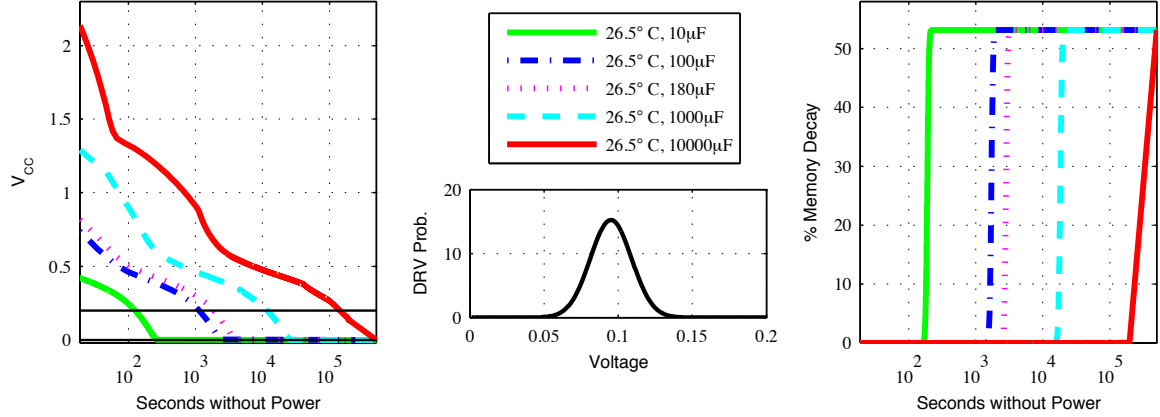 2
1.5
1
0.5
0
V_CC
10^2
10^3
10^4
10^5
Seconds without Power
26.5° C, 10µF
26.5° C, 100µF
26.5° C, 180µF
26.5° C, 1000µF
26.5° C, 10000µF
20
10
0
DRV Prob.
0
0.05
0.1
0.15
0.2
Voltage
50
40
30
20
10
0
% Memory Decay
10^2
10^3
10^4
10^5
Seconds without Power